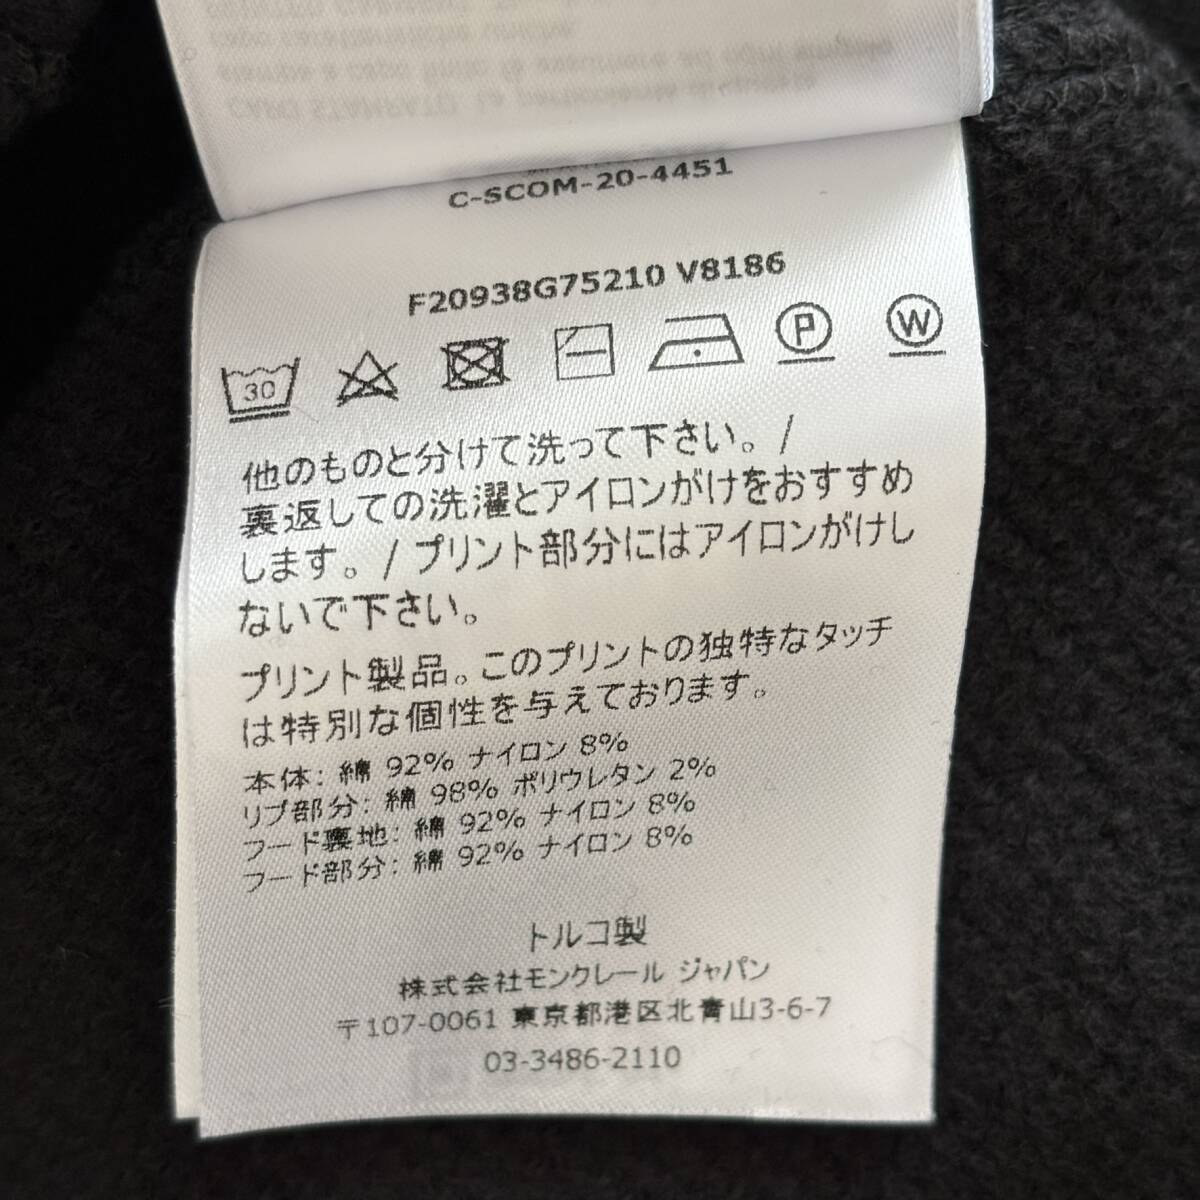 C-SCOM-20-4451
F20938G75210 V8186
30
P
W
他のものと分けて洗って下さい。/
裏返しての洗濯とアイロンがけをおすすめ
します。/プリント部分にはアイロンがけし
ないで下さい。
プリント製品。このプリントの独特なタッチ
は特別な個性を与えております。
本体: 綿 92% ナイロン 8%
リブ部分: 綿 98% ポリウレタン 2%
フード裏地: 綿 92% ナイロン 8%
フード部分: 綿 92% ナイロン 8%
トルコ製
株式会社モンクレール ジャパン
〒107-0061 東京都港区北青山3-6-7
03-3486-2110